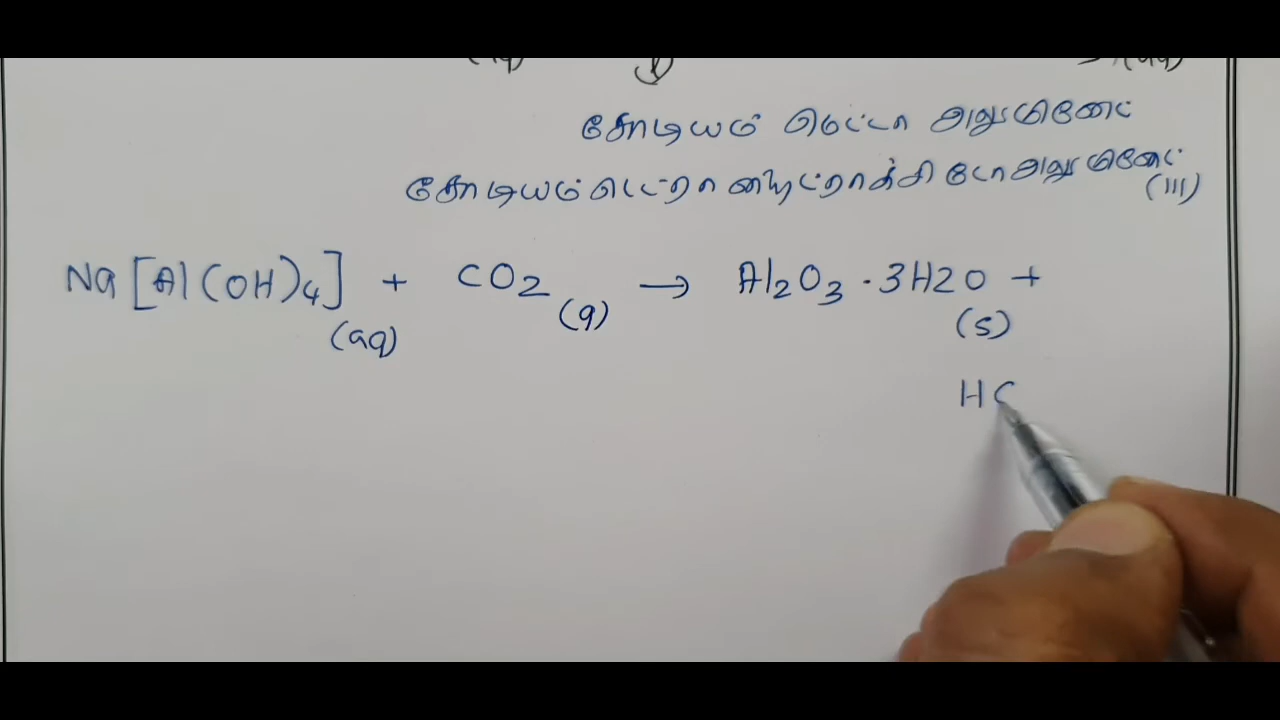 சோடியம் மெட்டா அலுமினேட்
சோடியம் டெட்ரா ஹைட்ராக்சிடோ அலுமினேட்
(III)
Na[Al(OH)₄] + CO₂ → Al₂O₃ · 3H2O +
(aq) (g) (s)
HC